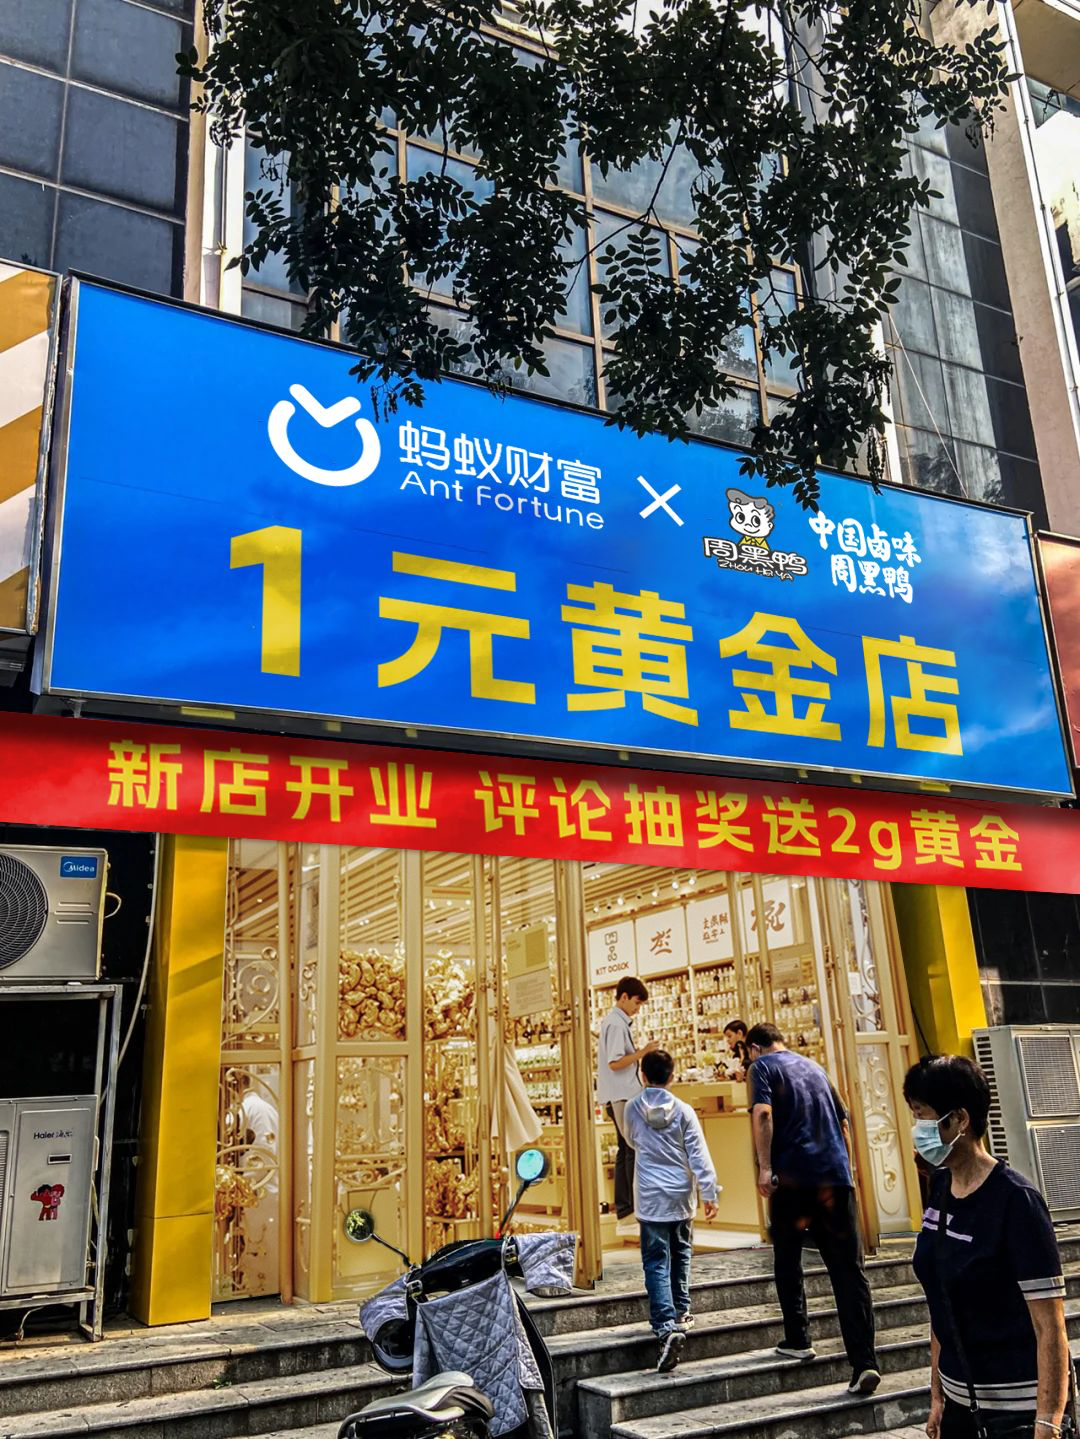 蚂蚁财富
Ant Fortune
×
周黑鸭
ZHOU HEI YA
中国卤味
周黑鸭
1元黄金店
新店开业 评论抽奖送2g黄金
Midea
Haier